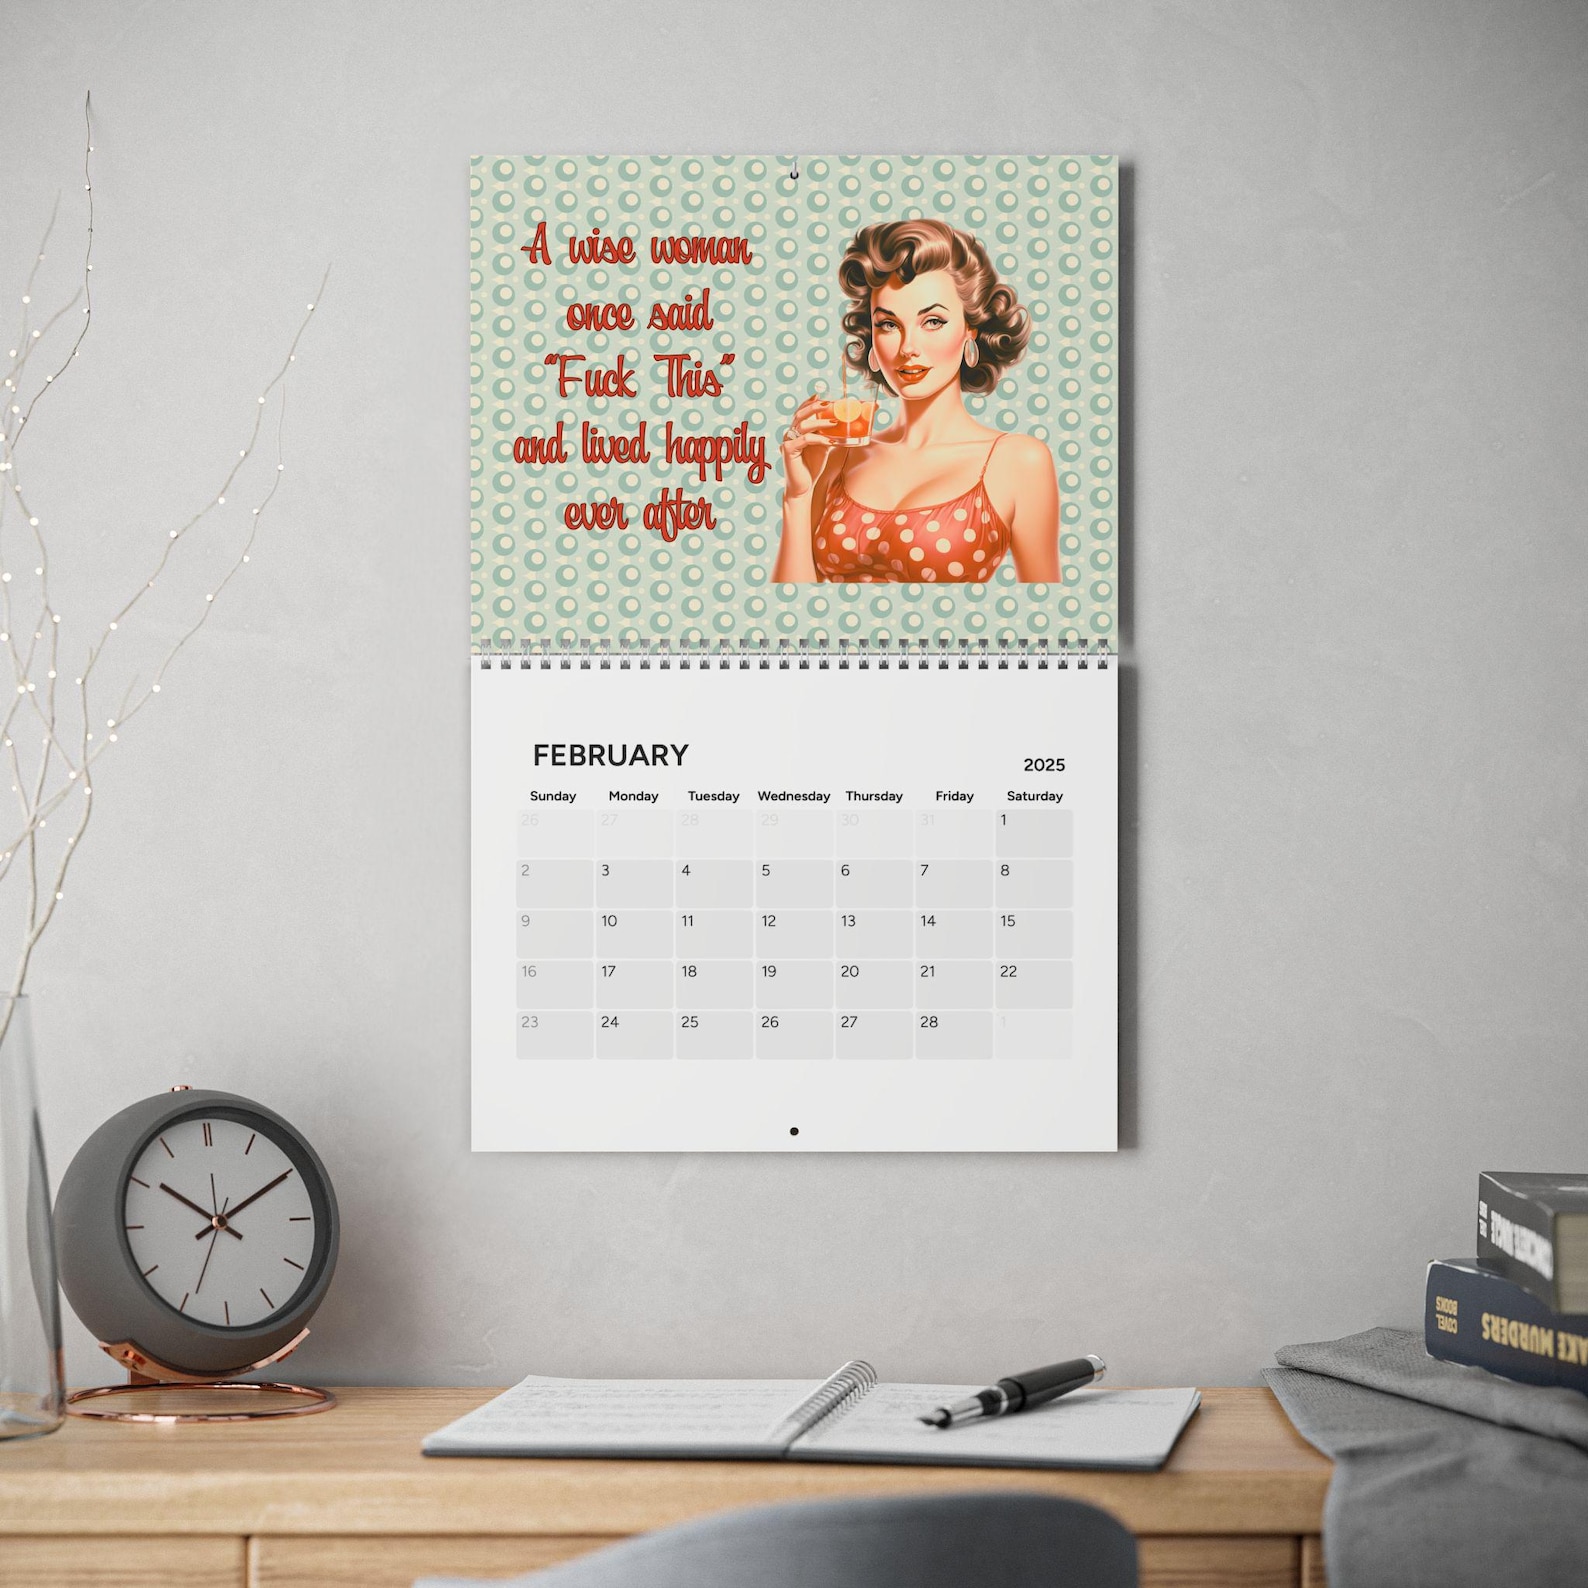 A wise woman
once said
“Fuck This”
and lived happily
ever after
FEBRUARY
2025
Sunday Monday Tuesday Wednesday Thursday Friday Saturday
26 27 28 29 30 31 1
2 3 4 5 6 7 8
9 10 11 12 13 14 15
16 17 18 19 20 21 22
23 24 25 26 27 28 1
COVEL
BOOKS
MURDERS